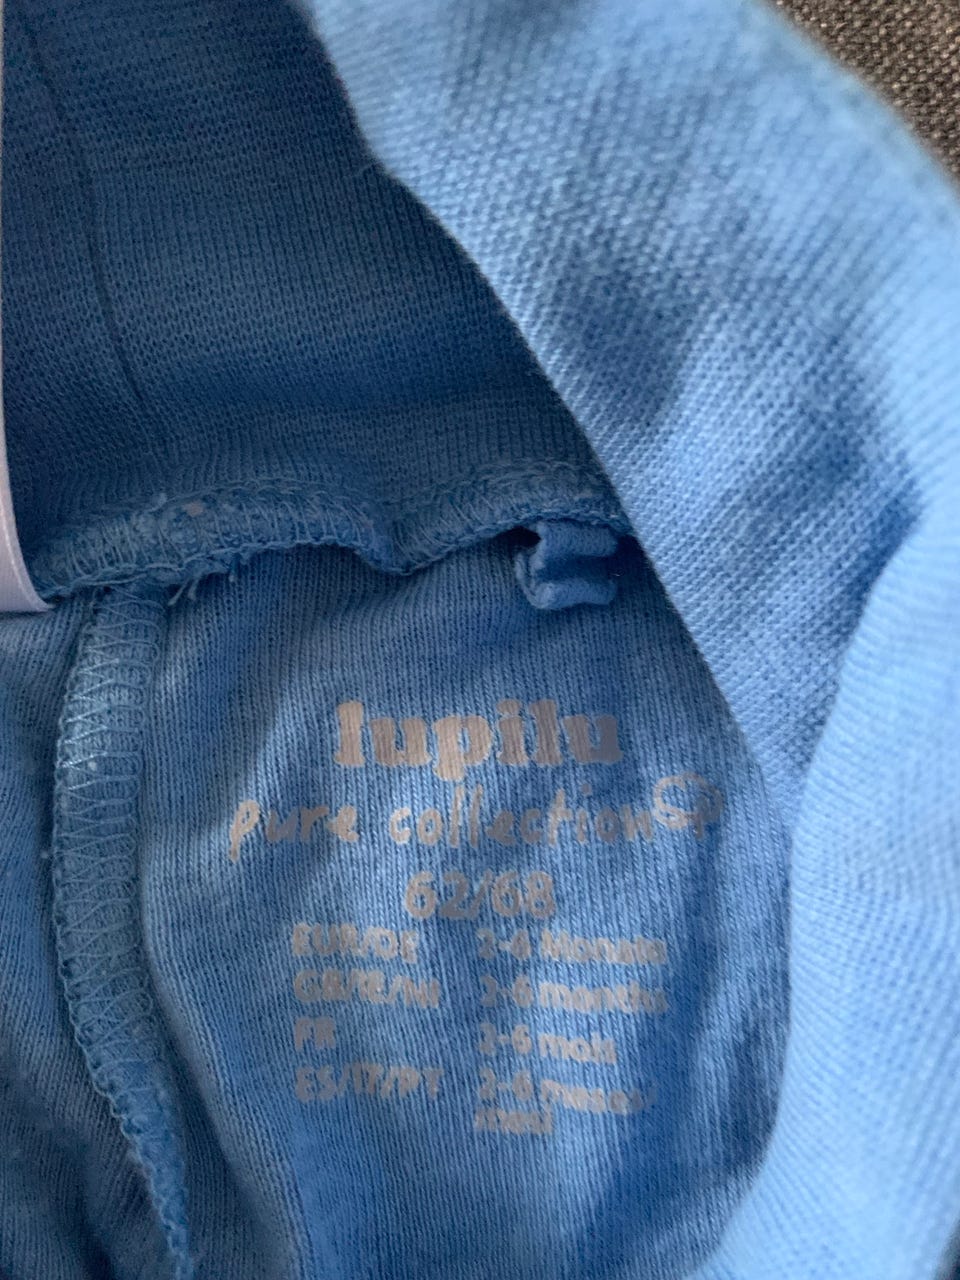 lupilu
pure collection
62/68
EUR/DE 2-6 Monate
GB/IE/NI 2-6 months
FR 2-6 mois
ES/IT/PT 2-6 meses/
mesi